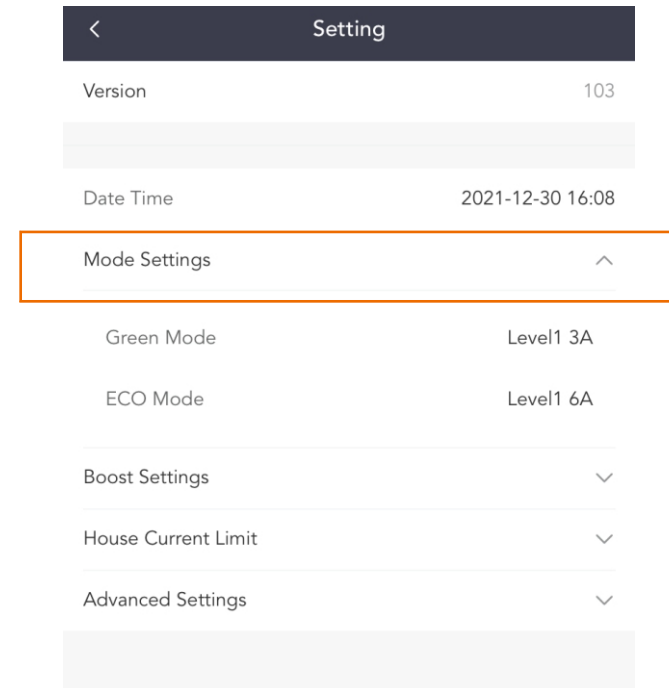 Setting
Version 103
Date Time 2021-12-30 16:08
Mode Settings
Green Mode Level1 3A
ECO Mode Level1 6A
Boost Settings
House Current Limit
Advanced Settings